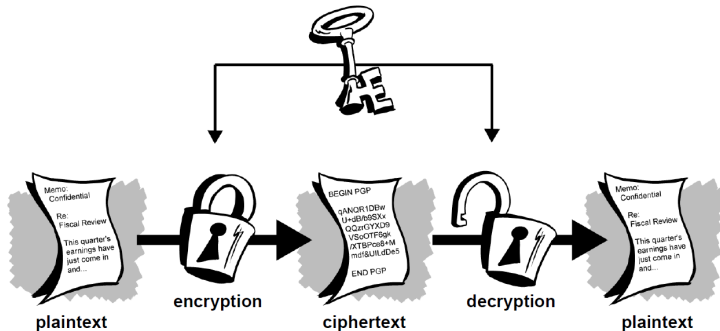 Memo:
Confidential
Re:
Fiscal Review
This quarter's
earnings have
just come in
and...
BEGIN PGP
qANQR1DBw
U+dB/b9SXx
QQzrGYXD9
VSoOTF6gk
/XTBPos6+M
mdf&UfLdDe5
END PGP
Memo:
Confidential
Re:
Fiscal Review
This quarter's
earnings have
just come in
and...
plaintext
encryption
ciphertext
decryption
plaintext